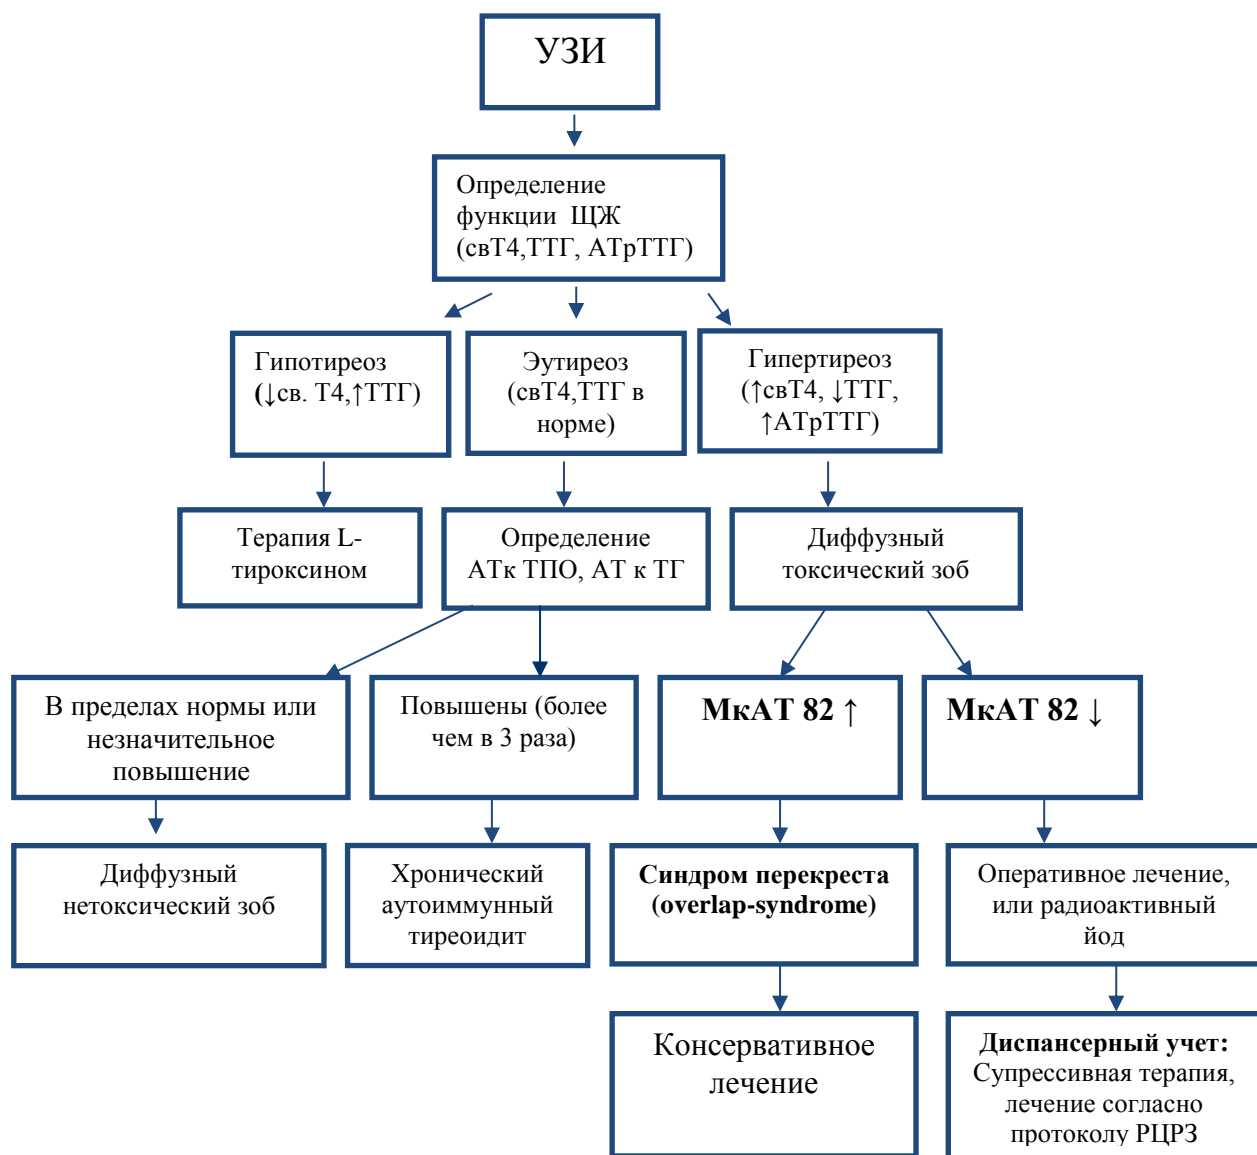 УЗИ
Определение
функции ЩЖ
(свТ4,ТТГ, АТрТТГ)
Гипотиреоз
(↓св. Т4,↑ТТГ)
Эутиреоз
(свТ4,ТТГ в
норме)
Гипертиреоз
(↑свТ4, ↓ТТГ,
↑АТрТТГ)
Терапия L-
тироксином
Определение
АТк ТПО, АТ к ТГ
Диффузный
токсический зоб
В пределах нормы или
незначительное
повышение
Повышены (более
чем в 3 раза)
МкАТ 82 ↑
МкАТ 82 ↓
Диффузный
нетоксический зоб
Хронический
аутоиммунный
тиреоидит
Синдром перекреста
(overlap-syndrome)
Оперативное лечение,
или радиоактивный
йод
Консервативное
лечение
Диспансерный учет:
Супрессивная терапия,
лечение согласно
протоколу РЦРЗ